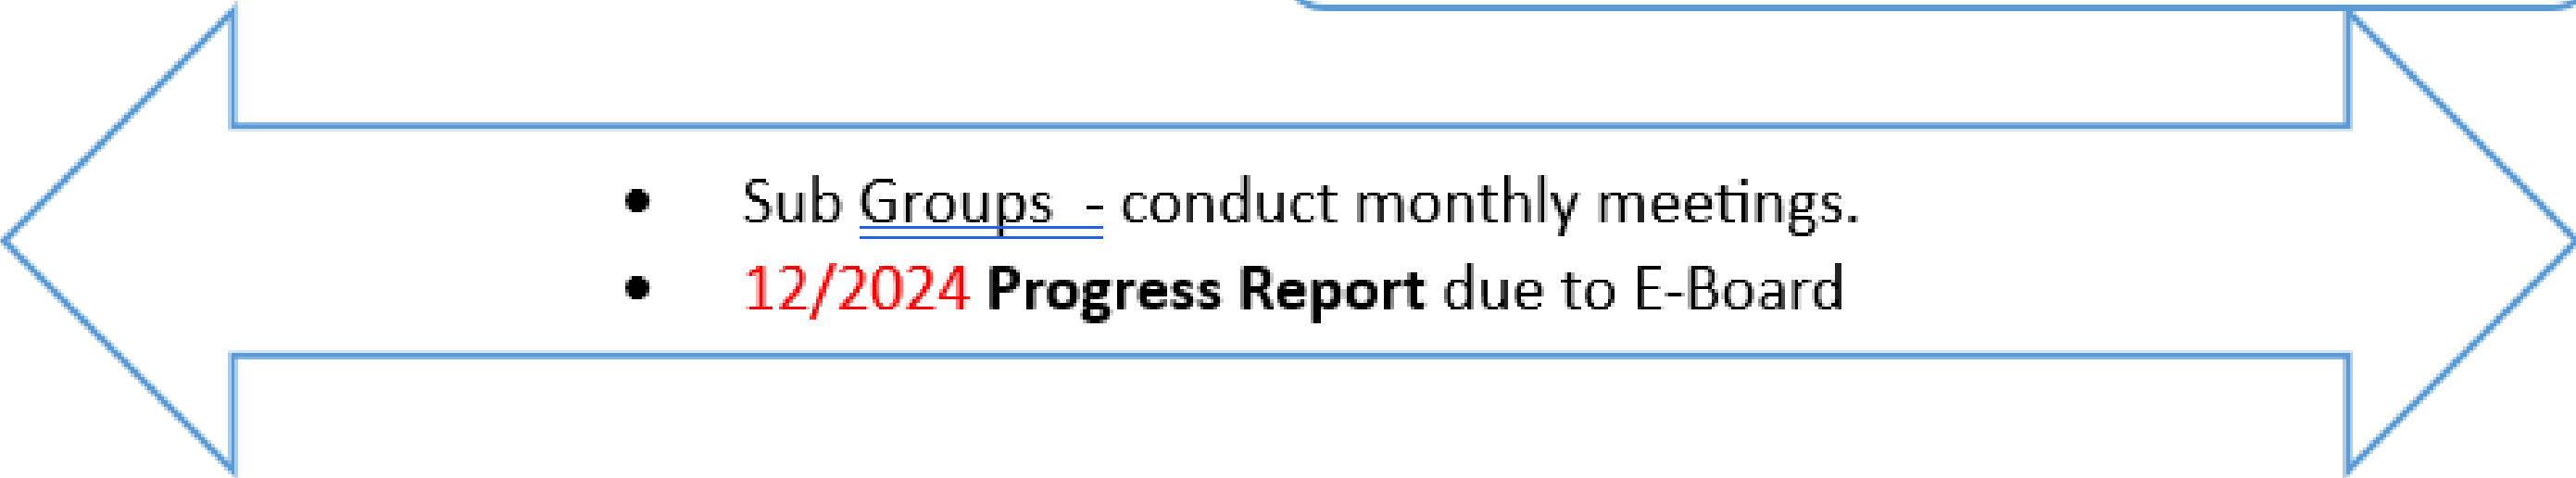 • Sub Groups  - conduct monthly meetings.
• 12/2024 Progress Report due to E-Board